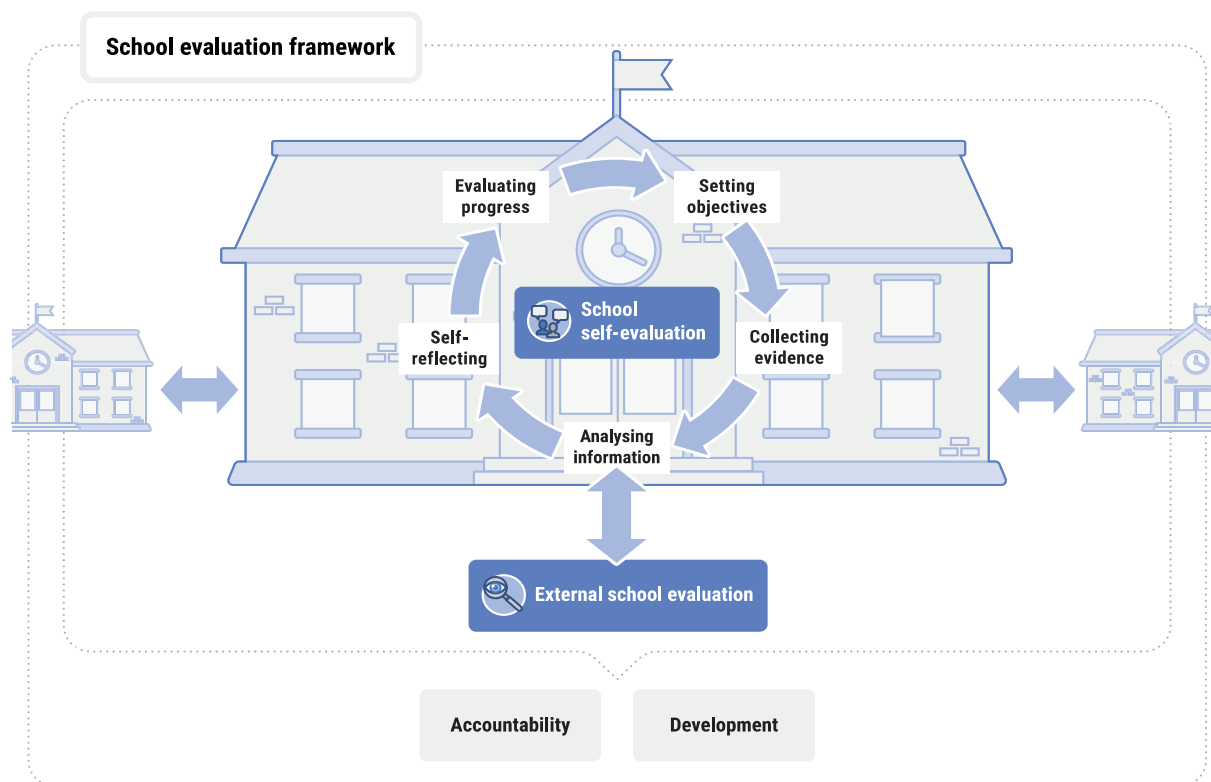 School evaluation framework
Evaluating
progress
Setting
objectives
School
self-evaluation
Self-
reflecting
Collecting
evidence
Analysing
information
External school evaluation
Accountability
Development